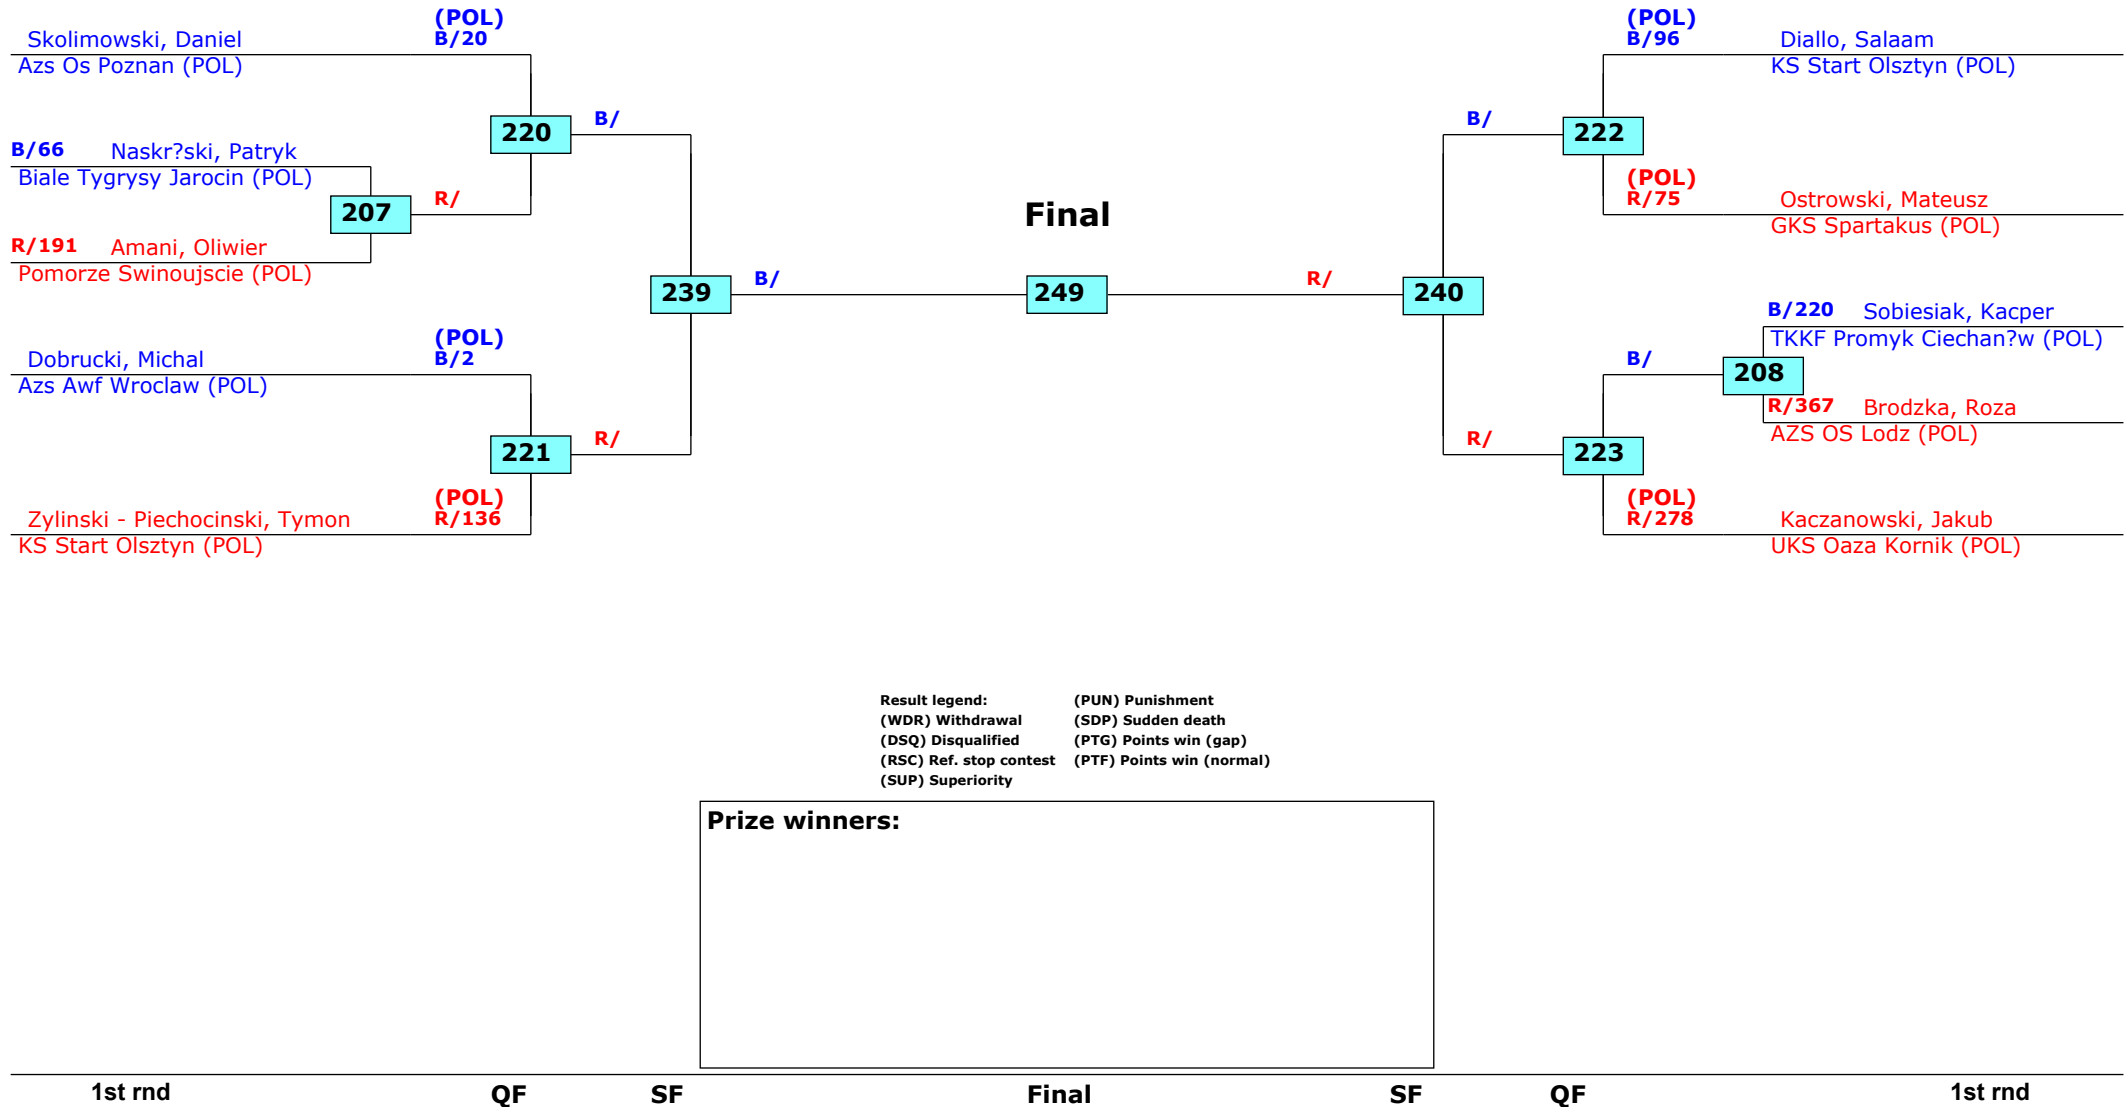 (POL)
Skolimowski, Daniel B/20
Azs Os Poznan (POL)
220
B/
B/66 Naskr?ski, Patryk
Biale Tygrysy Jarocin (POL)
207
R/
R/191 Amani, Oliwier
Pomorze Swinoujscie (POL)
239
B/
(POL)
Dobrucki, Michal B/2
Azs Awf Wroclaw (POL)
221
R/
(POL)
Zylinski - Piechocinski, Tymon R/136
KS Start Olsztyn (POL)
Final
249
(POL)
B/96 Diallo, Salaam
KS Start Olsztyn (POL)
B/
222
(POL)
R/75 Ostrowski, Mateusz
GKS Spartakus (POL)
R/
240
B/220 Sobiesiak, Kacper
TKKF Promyk Ciechan?w (POL)
B/
208
R/367 Brodzka, Roza
AZS OS Lodz (POL)
R/
223
(POL)
R/278 Kaczanowski, Jakub
UKS Oaza Kornik (POL)
Result legend: (PUN) Punishment
(WDR) Withdrawal (SDP) Sudden death
(DSQ) Disqualified (PTG) Points win (gap)
(RSC) Ref. stop contest (PTF) Points win (normal)
(SUP) Superiority
Prize winners:
1st rnd QF SF Final SF QF 1st rnd